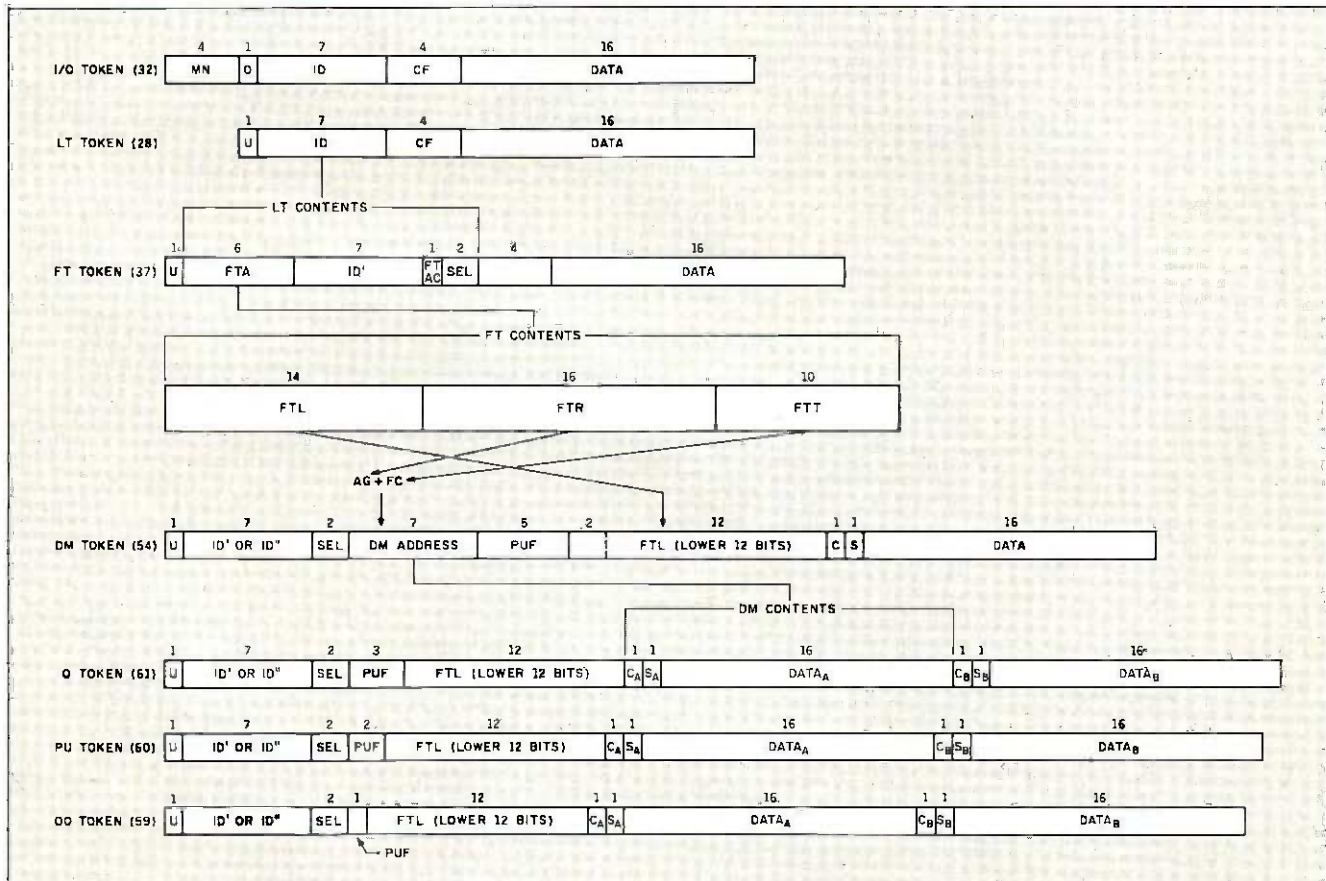 4 1 7 4 16
I/O TOKEN (32) MN 0 ID CF DATA
1 7 4 16
LT TOKEN (28) U ID CF DATA
LT CONTENTS
1 6 7 1 2 4 16
FT TOKEN (37) U FTA ID' FT AC SEL DATA
FT CONTENTS
14 16 10
FTL FTR FTT
AG + FC
1 7 2 7 5 2 12 1 1 16
DM TOKEN (54) U ID' OR ID" SEL DM ADDRESS PUF FTL (LOWER 12 BITS) C S DATA
DM CONTENTS
1 7 2 3 12 1 1 16 1 1 16
Q TOKEN (61) U ID' OR ID" SEL PUF FTL (LOWER 12 BITS) CA SA DATAA CB SB DATAB
1 7 2 2 12 1 1 16 1 1 16
PU TOKEN (60) U ID' OR ID" SEL PUF FTL (LOWER 12 BITS) CA SA DATAA CB SB DATAB
1 7 2 1 12 1 1 16 1 1 16
OO TOKEN (59) U ID' OR ID" SEL FTL (LOWER 12 BITS) CA SA DATAA CB SB DATAB
PUF